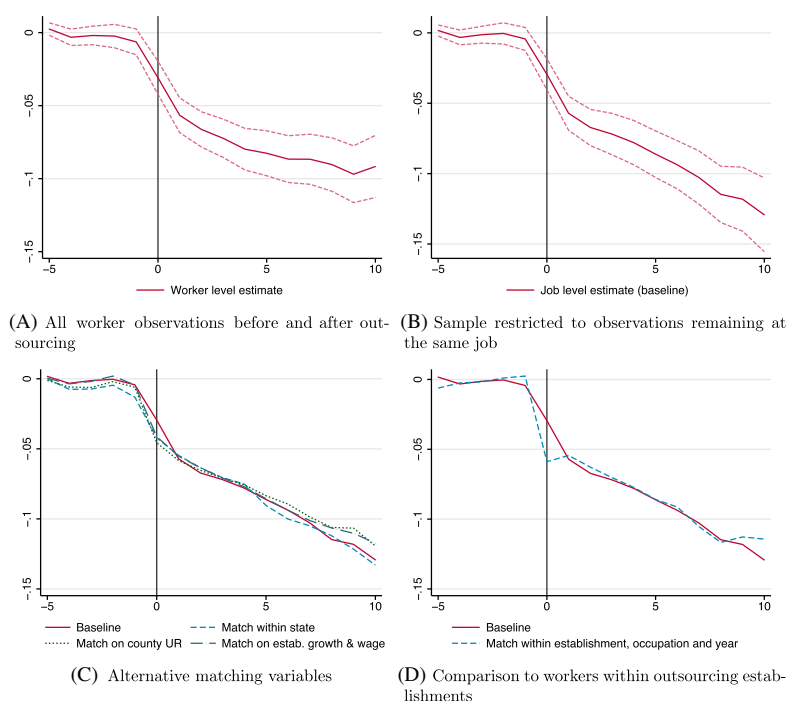 0
-.05
-.1
-.15
-5 0 5 10
Worker level estimate
(A) All worker observations before and after out-
sourcing
0
-.05
-.1
-.15
-5 0 5 10
Job level estimate (baseline)
(B) Sample restricted to observations remaining at
the same job
0
-.05
-.1
-.15
-5 0 5 10
Baseline Match within state
Match on county UR Match on estab. growth & wage
(C) Alternative matching variables
0
-.05
-.1
-.15
-5 0 5 10
Baseline
Match within establishment, occupation and year
(D) Comparison to workers within outsourcing estab-
lishments